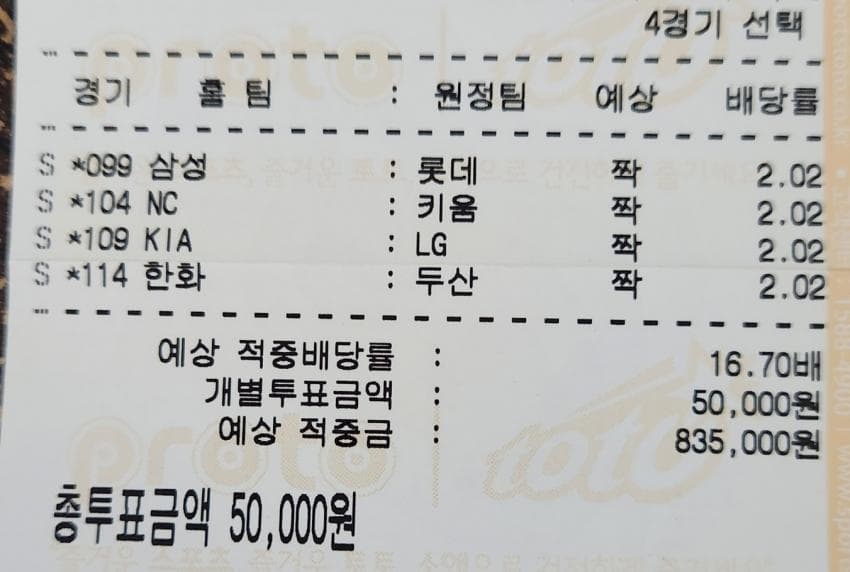 4경기 선택
경기 홈 팀 : 원정팀 예상 배당률
S *099 삼성 : 롯데 짝 2.02
S *104 NC : 키움 짝 2.02
S *109 KIA : LG 짝 2.02
S *114 한화 : 두산 짝 2.02
예상 적중배당률 : 16.70배
개별투표금액 : 50,000원
예상 적중금 : 835,000원
총투표금액 50,000원
proto
toto